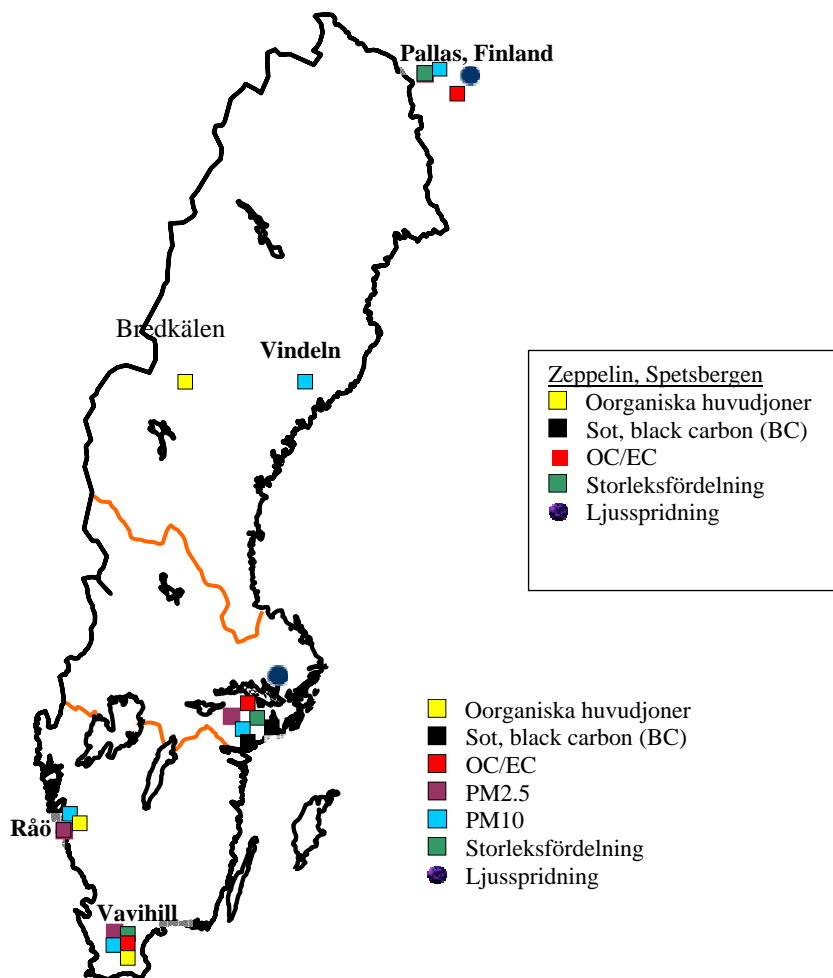 Pallas, Finland
Bredkälen
Vindeln
Zeppelin, Spetsbergen
Oorganiska huvudjoner
Sot, black carbon (BC)
OC/EC
Storleksfördelning
Ljusspridning
Oorganiska huvudjoner
Sot, black carbon (BC)
OC/EC
PM2.5
PM10
Storleksfördelning
Ljusspridning
Råö
Vavihill